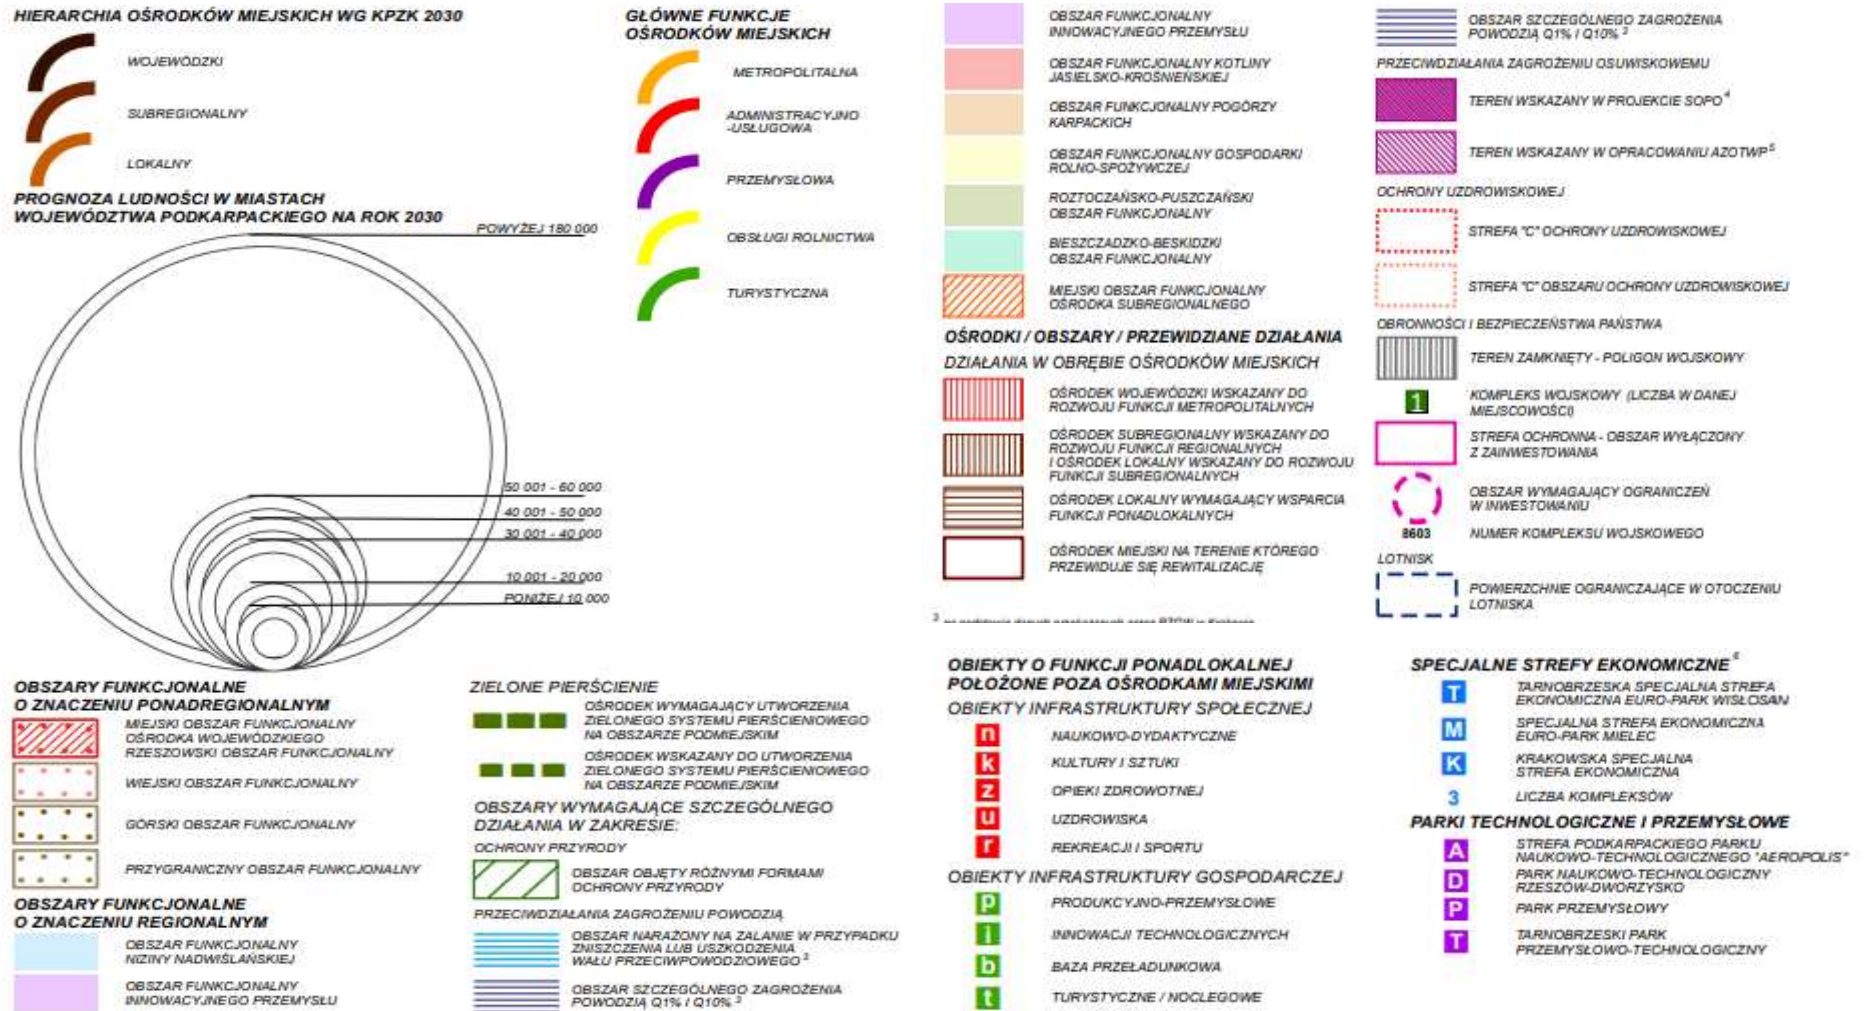 HIERARCHIA OŚRODKÓW MIEJSKICH WG KPZK 2030
WOJEWÓDZKI
SUBREGIONALNY
LOKALNY
PROGNOZA LUDNOŚCI W MIASTACH
WOJEWÓDZTWA PODKARPACKIEGO NA ROK 2030
POWYŻEJ 180 000
50 001 - 60 000
40 001 - 50 000
30 001 - 40 000
10 001 - 20 000
PONIŻEJ 10 000
GŁÓWNE FUNKCJE
OŚRODKÓW MIEJSKICH
METROPOLITALNA
ADMINISTRACYJNO
-USŁUGOWA
PRZEMYSŁOWA
OBSŁUGI ROLNICTWA
TURYSTYCZNA
OBSZARY FUNKCJONALNE
O ZNACZENIU PONADREGIONALNYM
MIEJSKI OBSZAR FUNKCJONALNY
OŚRODKA WOJEWÓDZKIEGO
RZESZOWSKI OBSZAR FUNKCJONALNY
WIEJSKI OBSZAR FUNKCJONALNY
GÓRSKI OBSZAR FUNKCJONALNY
PRZYGRANICZNY OBSZAR FUNKCJONALNY
OBSZARY FUNKCJONALNE
O ZNACZENIU REGIONALNYM
OBSZAR FUNKCJONALNY
NIZINY NADWIŚLAŃSKIEJ
OBSZAR FUNKCJONALNY
INNOWACYJNEGO PRZEMYSŁU
ZIELONE PIERŚCIENIE
OŚRODEK WYMAGAJĄCY UTWORZENIA
ZIELONEGO SYSTEMU PIERŚCIENIOWEGO
NA OBSZARZE PODMIEJSKIM
OŚRODEK WSKAZANY DO UTWORZENIA
ZIELONEGO SYSTEMU PIERŚCIENIOWEGO
NA OBSZARZE PODMIEJSKIM
OBSZARY WYMAGAJĄCE SZCZEGÓLNEGO
DZIAŁANIA W ZAKRESIE:
OCHRONY PRZYRODY
OBSZAR OBJĘTY RÓŻNYMI FORMAMI
OCHRONY PRZYRODY
PRZECIWDZIAŁANIA ZAGROŻENIU POWODZIĄ
OBSZAR NARAŻONY NA ZALANIE W PRZYPADKU
ZNISZCZENIA LUB USZKODZENIA
WAŁU PRZECIWPOWODZIOWEGO 3
OBSZAR SZCZEGÓLNEGO ZAGROŻENIA
POWODZIĄ Q1% I Q10% 3
OBSZAR FUNKCJONALNY
INNOWACYJNEGO PRZEMYSŁU
OBSZAR FUNKCJONALNY KOTLINY
JASIELSKO-KROŚNIEŃSKIEJ
OBSZAR FUNKCJONALNY POGÓRZY
KARPACKICH
OBSZAR FUNKCJONALNY GOSPODARKI
ROLNO-SPOŻYWCZEJ
ROZTOCZAŃSKO-PUSZCZAŃSKI
OBSZAR FUNKCJONALNY
BIESZCZADZKO-BESKIDZKI
OBSZAR FUNKCJONALNY
MIEJSKI OBSZAR FUNKCJONALNY
OŚRODKA SUBREGIONALNEGO
OŚRODKI / OBSZARY / PRZEWIDZIANE DZIAŁANIA
DZIAŁANIA W OBRĘBIE OŚRODKÓW MIEJSKICH
OŚRODEK WOJEWÓDZKI WSKAZANY DO
ROZWOJU FUNKCJI METROPOLITALNYCH
OŚRODEK SUBREGIONALNY WSKAZANY DO
ROZWOJU FUNKCJI REGIONALNYCH
I OŚRODEK LOKALNY WSKAZANY DO ROZWOJU
FUNKCJI SUBREGIONALNYCH
OŚRODEK LOKALNY WYMAGAJĄCY WSPARCIA
FUNKCJI PONADLOKALNYCH
OŚRODEK MIEJSKI NA TERENIE KTÓREGO
PRZEWIDUJE SIĘ REWITALIZACJĘ
3
OBSZAR SZCZEGÓLNEGO ZAGROŻENIA
POWODZIĄ Q1% I Q10% 3
PRZECIWDZIAŁANIA ZAGROŻENIU OSUWISKOWEMU
TEREN WSKAZANY W PROJEKCIE SOPO 4
TEREN WSKAZANY W OPRACOWANIU AZOTWP 5
OCHRONY UZDROWISKOWEJ
STREFA "C" OCHRONY UZDROWISKOWEJ
STREFA "C" OBSZARU OCHRONY UZDROWISKOWEJ
OBRONNOŚCI I BEZPIECZEŃSTWA PAŃSTWA
TEREN ZAMKNIĘTY - POLIGON WOJSKOWY
1 KOMPLEKS WOJSKOWY (LICZBA W DANEJ
MIEJSCOWOŚCI)
STREFA OCHRONNA - OBSZAR WYŁĄCZONY
Z ZAINWESTOWANIA
OBSZAR WYMAGAJĄCY OGRANICZEŃ
W INWESTOWANIU
8603 NUMER KOMPLEKSU WOJSKOWEGO
LOTNISK
POWIERZCHNIE OGRANICZAJĄCE W OTOCZENIU
LOTNISKA
OBIEKTY O FUNKCJI PONADLOKALNEJ
POŁOŻONE POZA OŚRODKAMI MIEJSKIMI
OBIEKTY INFRASTRUKTURY SPOŁECZNEJ
n NAUKOWO-DYDAKTYCZNE
k KULTURY I SZTUKI
z OPIEKI ZDROWOTNEJ
u UZDROWISKA
r REKREACJI I SPORTU
OBIEKTY INFRASTRUKTURY GOSPODARCZEJ
p PRODUKCYJNO-PRZEMYSŁOWE
i INNOWACJI TECHNOLOGICZNYCH
b BAZA PRZEŁADUNKOWA
t TURYSTYCZNE / NOCLEGOWE
SPECJALNE STREFY EKONOMICZNE 6
T TARNOBRZESKA SPECJALNA STREFA
EKONOMICZNA EURO-PARK WISŁOSAN
M SPECJALNA STREFA EKONOMICZNA
EURO-PARK MIELEC
K KRAKOWSKA SPECJALNA
STREFA EKONOMICZNA
3 LICZBA KOMPLEKSÓW
PARKI TECHNOLOGICZNE I PRZEMYSŁOWE
A STREFA PODKARPACKIEGO PARKU
NAUKOWO-TECHNOLOGICZNEGO "AEROPOLIS"
D PARK NAUKOWO-TECHNOLOGICZNY
RZESZÓW-DWORZYSKO
P PARK PRZEMYSŁOWY
T TARNOBRZESKI PARK
PRZEMYSŁOWO-TECHNOLOGICZNY